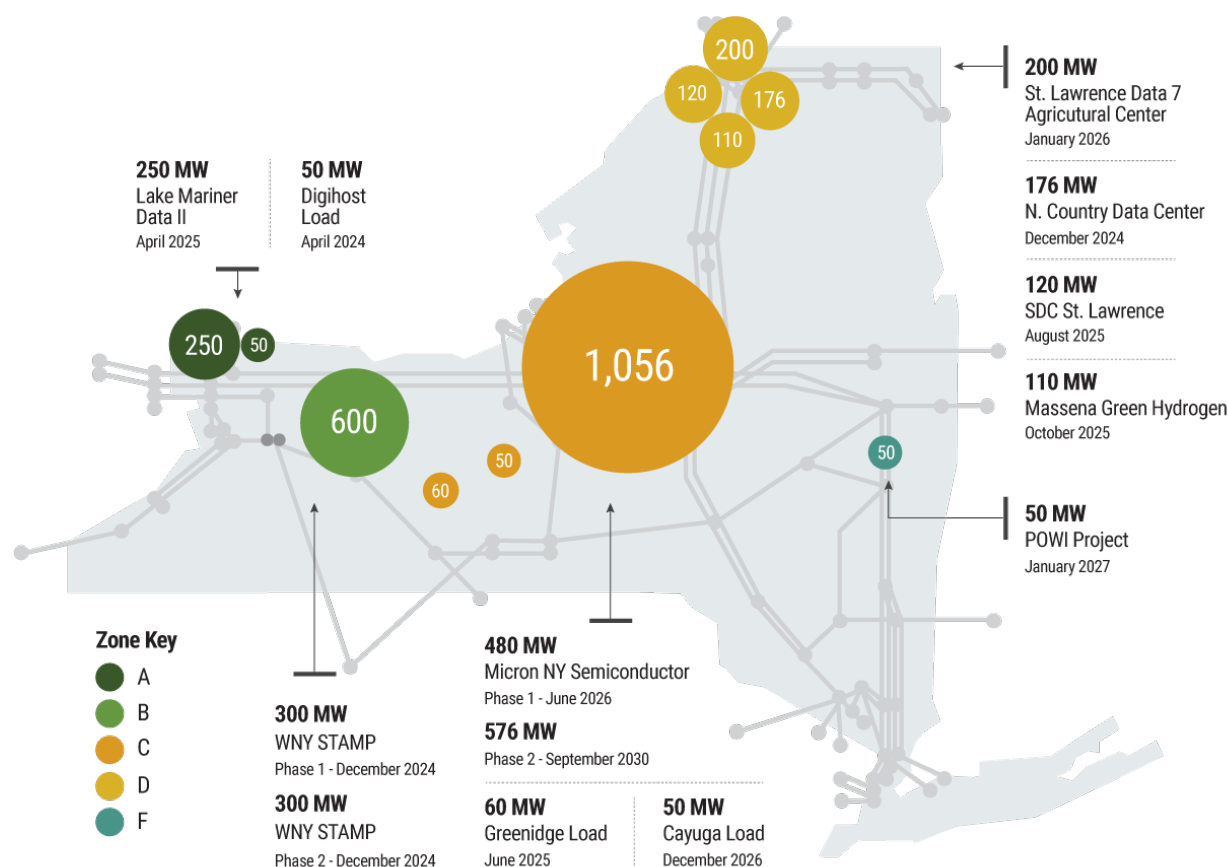 200
120
176
110
200 MW
St. Lawrence Data 7
Agricutural Center
January 2026
176 MW
N. Country Data Center
December 2024
120 MW
SDC St. Lawrence
August 2025
110 MW
Massena Green Hydrogen
October 2025
250 MW
Lake Mariner
Data II
April 2025
50 MW
Digihost
Load
April 2024
250
50
600
1,056
50
60
50
50 MW
POWI Project
January 2027
Zone Key
A
B
C
D
F
300 MW
WNY STAMP
Phase 1 - December 2024
300 MW
WNY STAMP
Phase 2 - December 2024
480 MW
Micron NY Semiconductor
Phase 1 - June 2026
576 MW
Phase 2 - September 2030
60 MW
Greenidge Load
June 2025
50 MW
Cayuga Load
December 2026